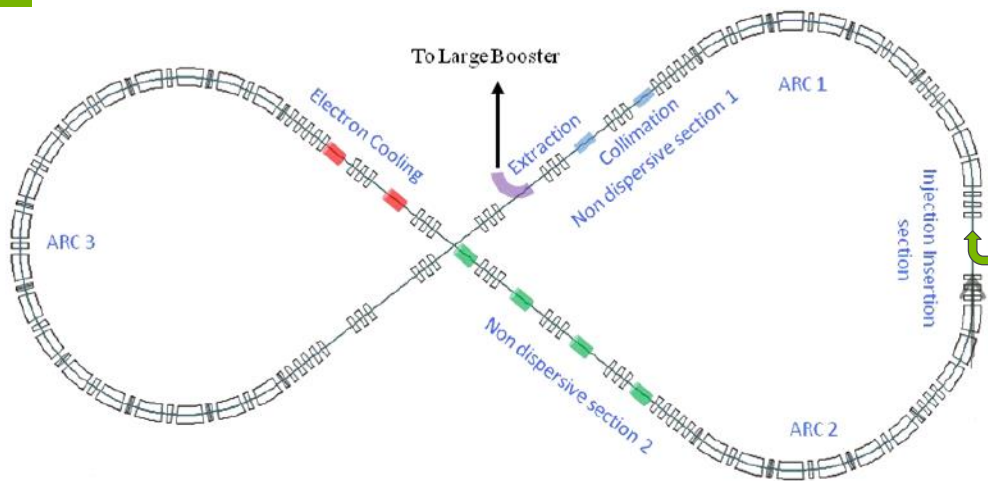 To Large Booster
ARC 1
Electron Cooling
Extraction
Collimation
Non dispersive section 1
Injection Insertion
section
ARC 3
Non dispersive section 2
ARC 2